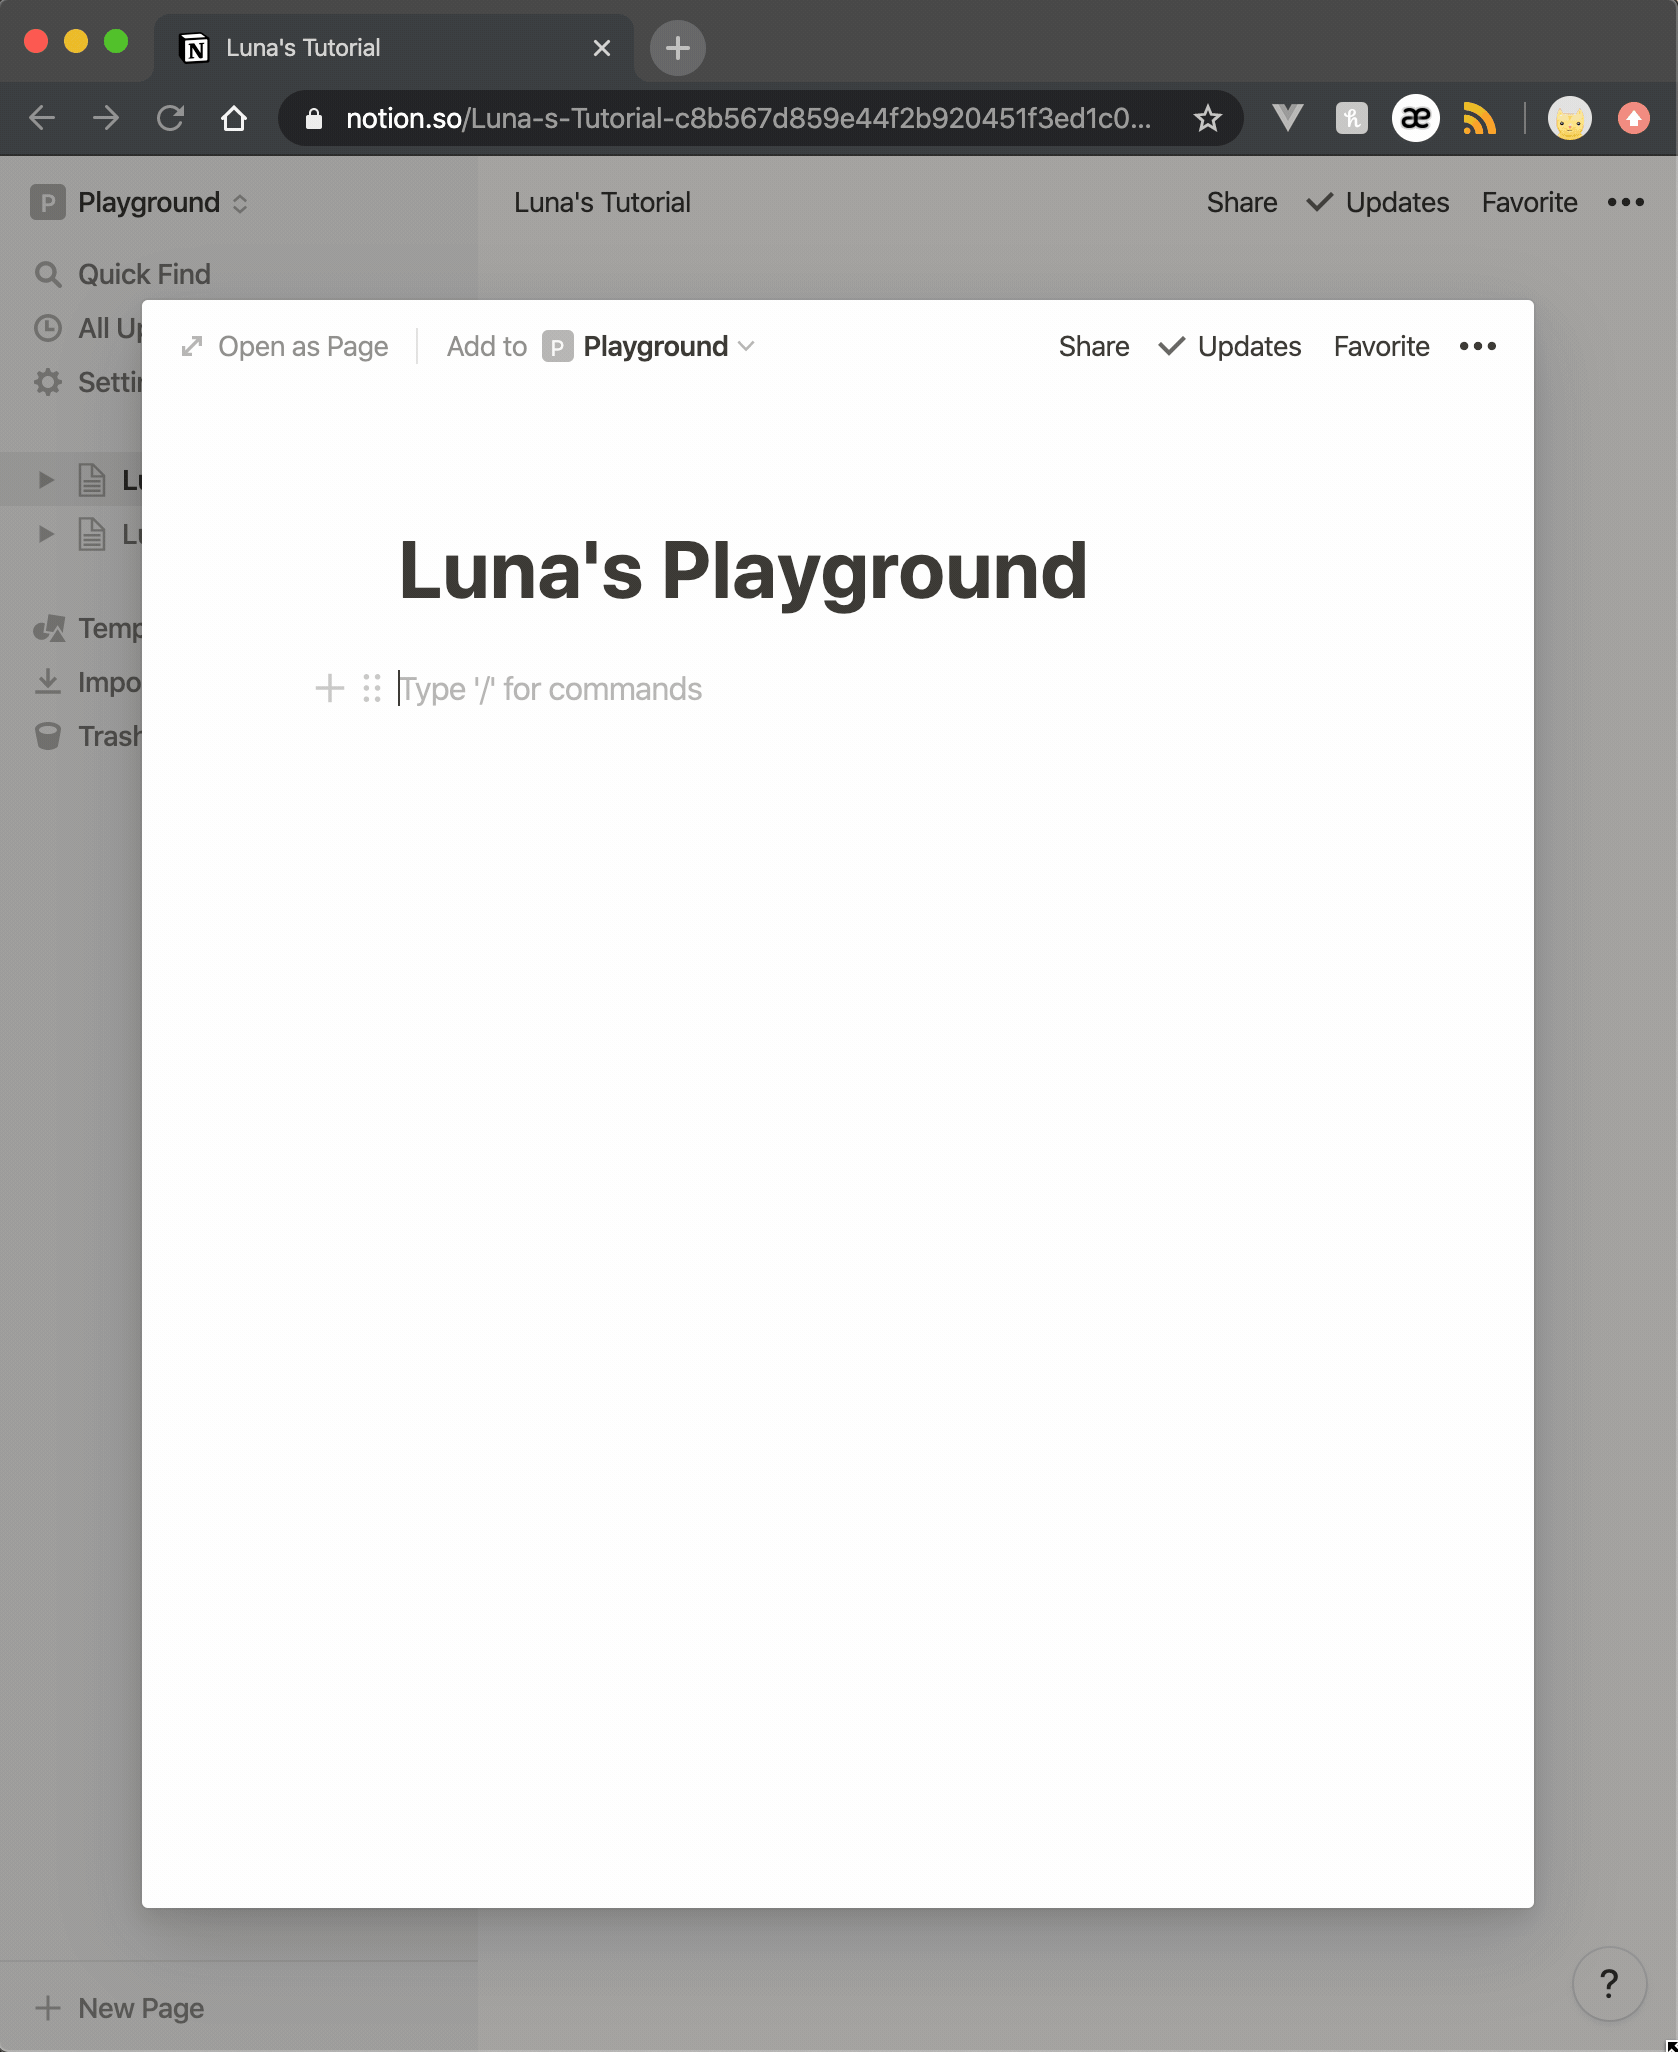 Luna's Tutorial
notion.so/Luna-s-Tutorial-c8b567d859e44f2b920451f3ed1c0...
P Playground
Luna's Tutorial
Share Updates Favorite
Quick Find
All Up
Settin
Open as Page Add to P Playground
Share Updates Favorite
Lu
Lu
Luna's Playground
Type '/' for commands
Temp
Impo
Trash
New Page
?